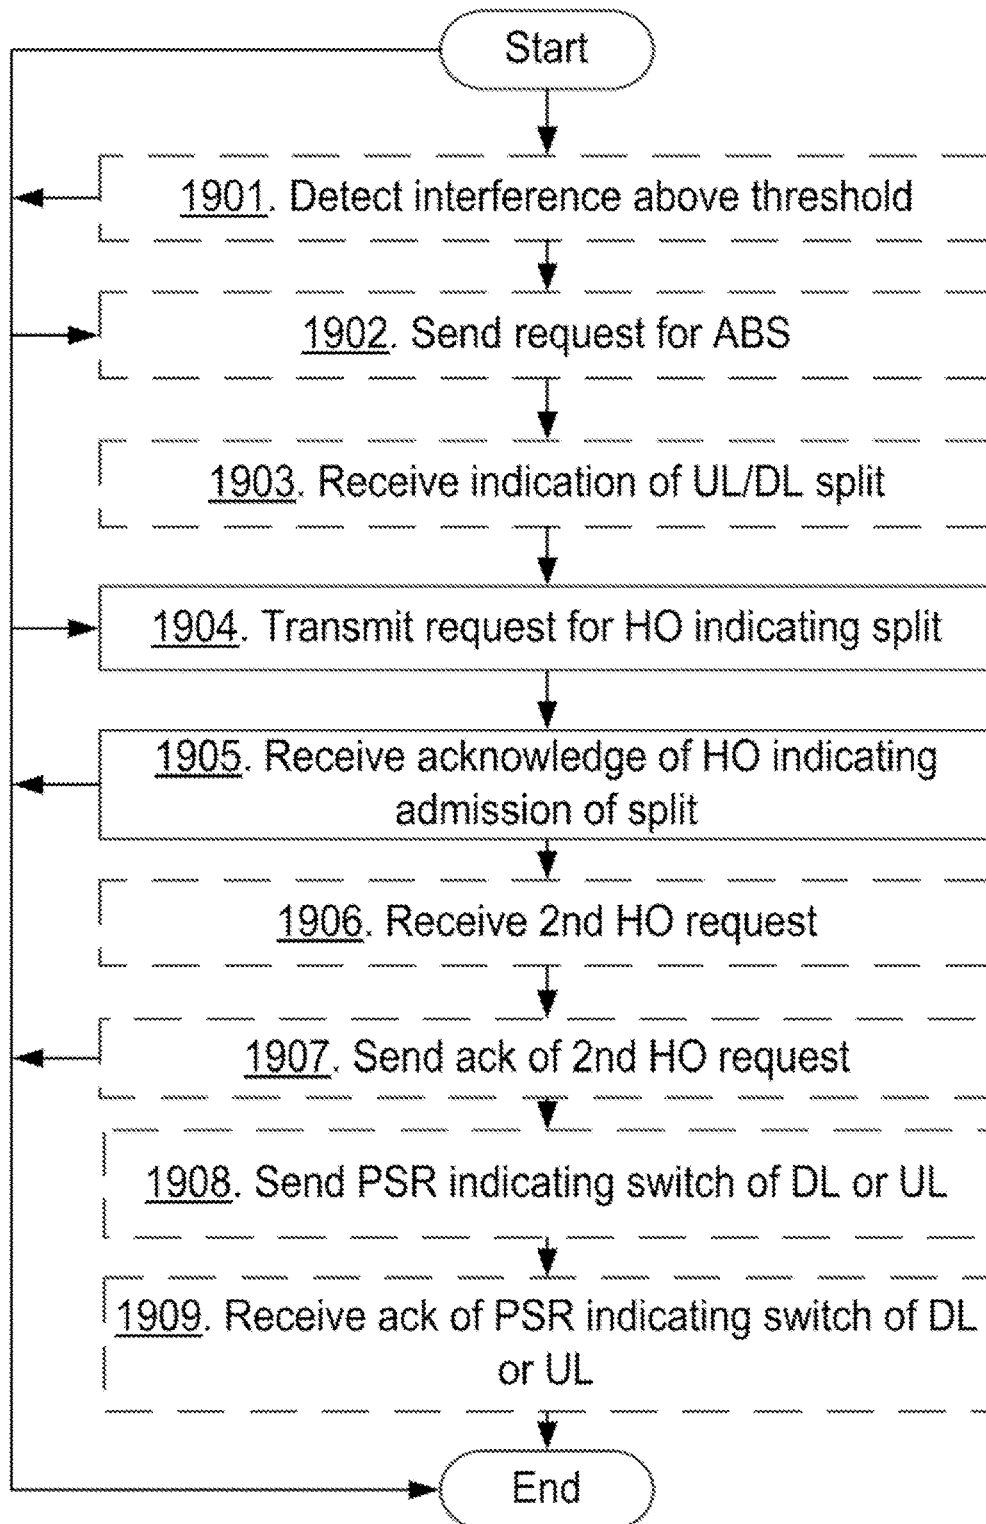 Start
1901. Detect interference above threshold
1902. Send request for ABS
1903. Receive indication of UL/DL split
1904. Transmit request for HO indicating split
1905. Receive acknowledge of HO indicating
admission of split
1906. Receive 2nd HO request
1907. Send ack of 2nd HO request
1908. Send PSR indicating switch of DL or UL
1909. Receive ack of PSR indicating switch of DL
or UL
End